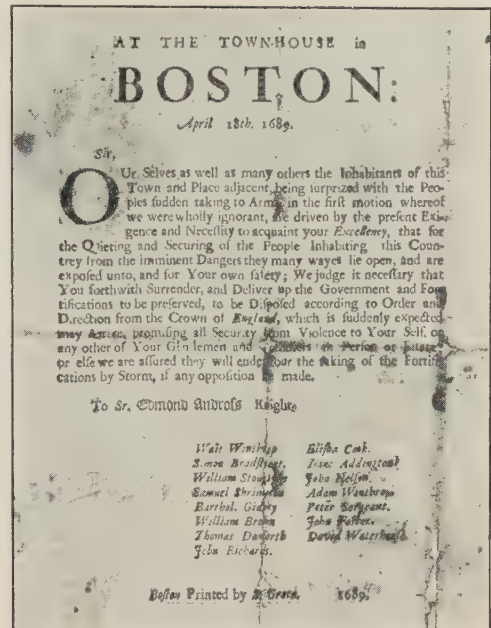 AT THE TOWN-HOUSE in
BOSTON:
April 18th. 1689.
Sir,
OUr Selves as well as many others the Inhabitants of this
Town and Place adjacent, being surprized with the Peo-
ples sudden taking to Arms in the first motion whereof
we were wholly ignorant, are driven by the present Exi-
gence and Necessity to acquaint your Excellency, that for
the Quieting and Securing of the People Inhabiting this Coun-
trey from the imminent Dangers they many wayes lie open, and are
exposed unto, and for Your own safety; We judge it necessary that
You forthwith Surrender, and Deliver up the Government and For-
tifications to be preserved, to be Disposed according to Order and
Direction from the Crown of England, which is suddenly expected
may Arrive, promising all Security from Violence to Your Self, or
any other of Your Gentlemen and Souldiers in Person or Estate:
or else we are assured they will endeavour the taking of the Fortifi-
cations by Storm, if any opposition be made.
To Sr. Edmond Andross Knight.
Wait Winthrop Elisha Cook.
Simon Bradstreet. Isaac Addington.
William Stoughton John Nelson.
Samuel Shrimpton Adam Winthrop
Barthol. Gidney Peter Sergeant.
William Brown John Foster.
Thomas Danforth David Waterhouse
John Richards.
Boston Printed by Green. 1689.